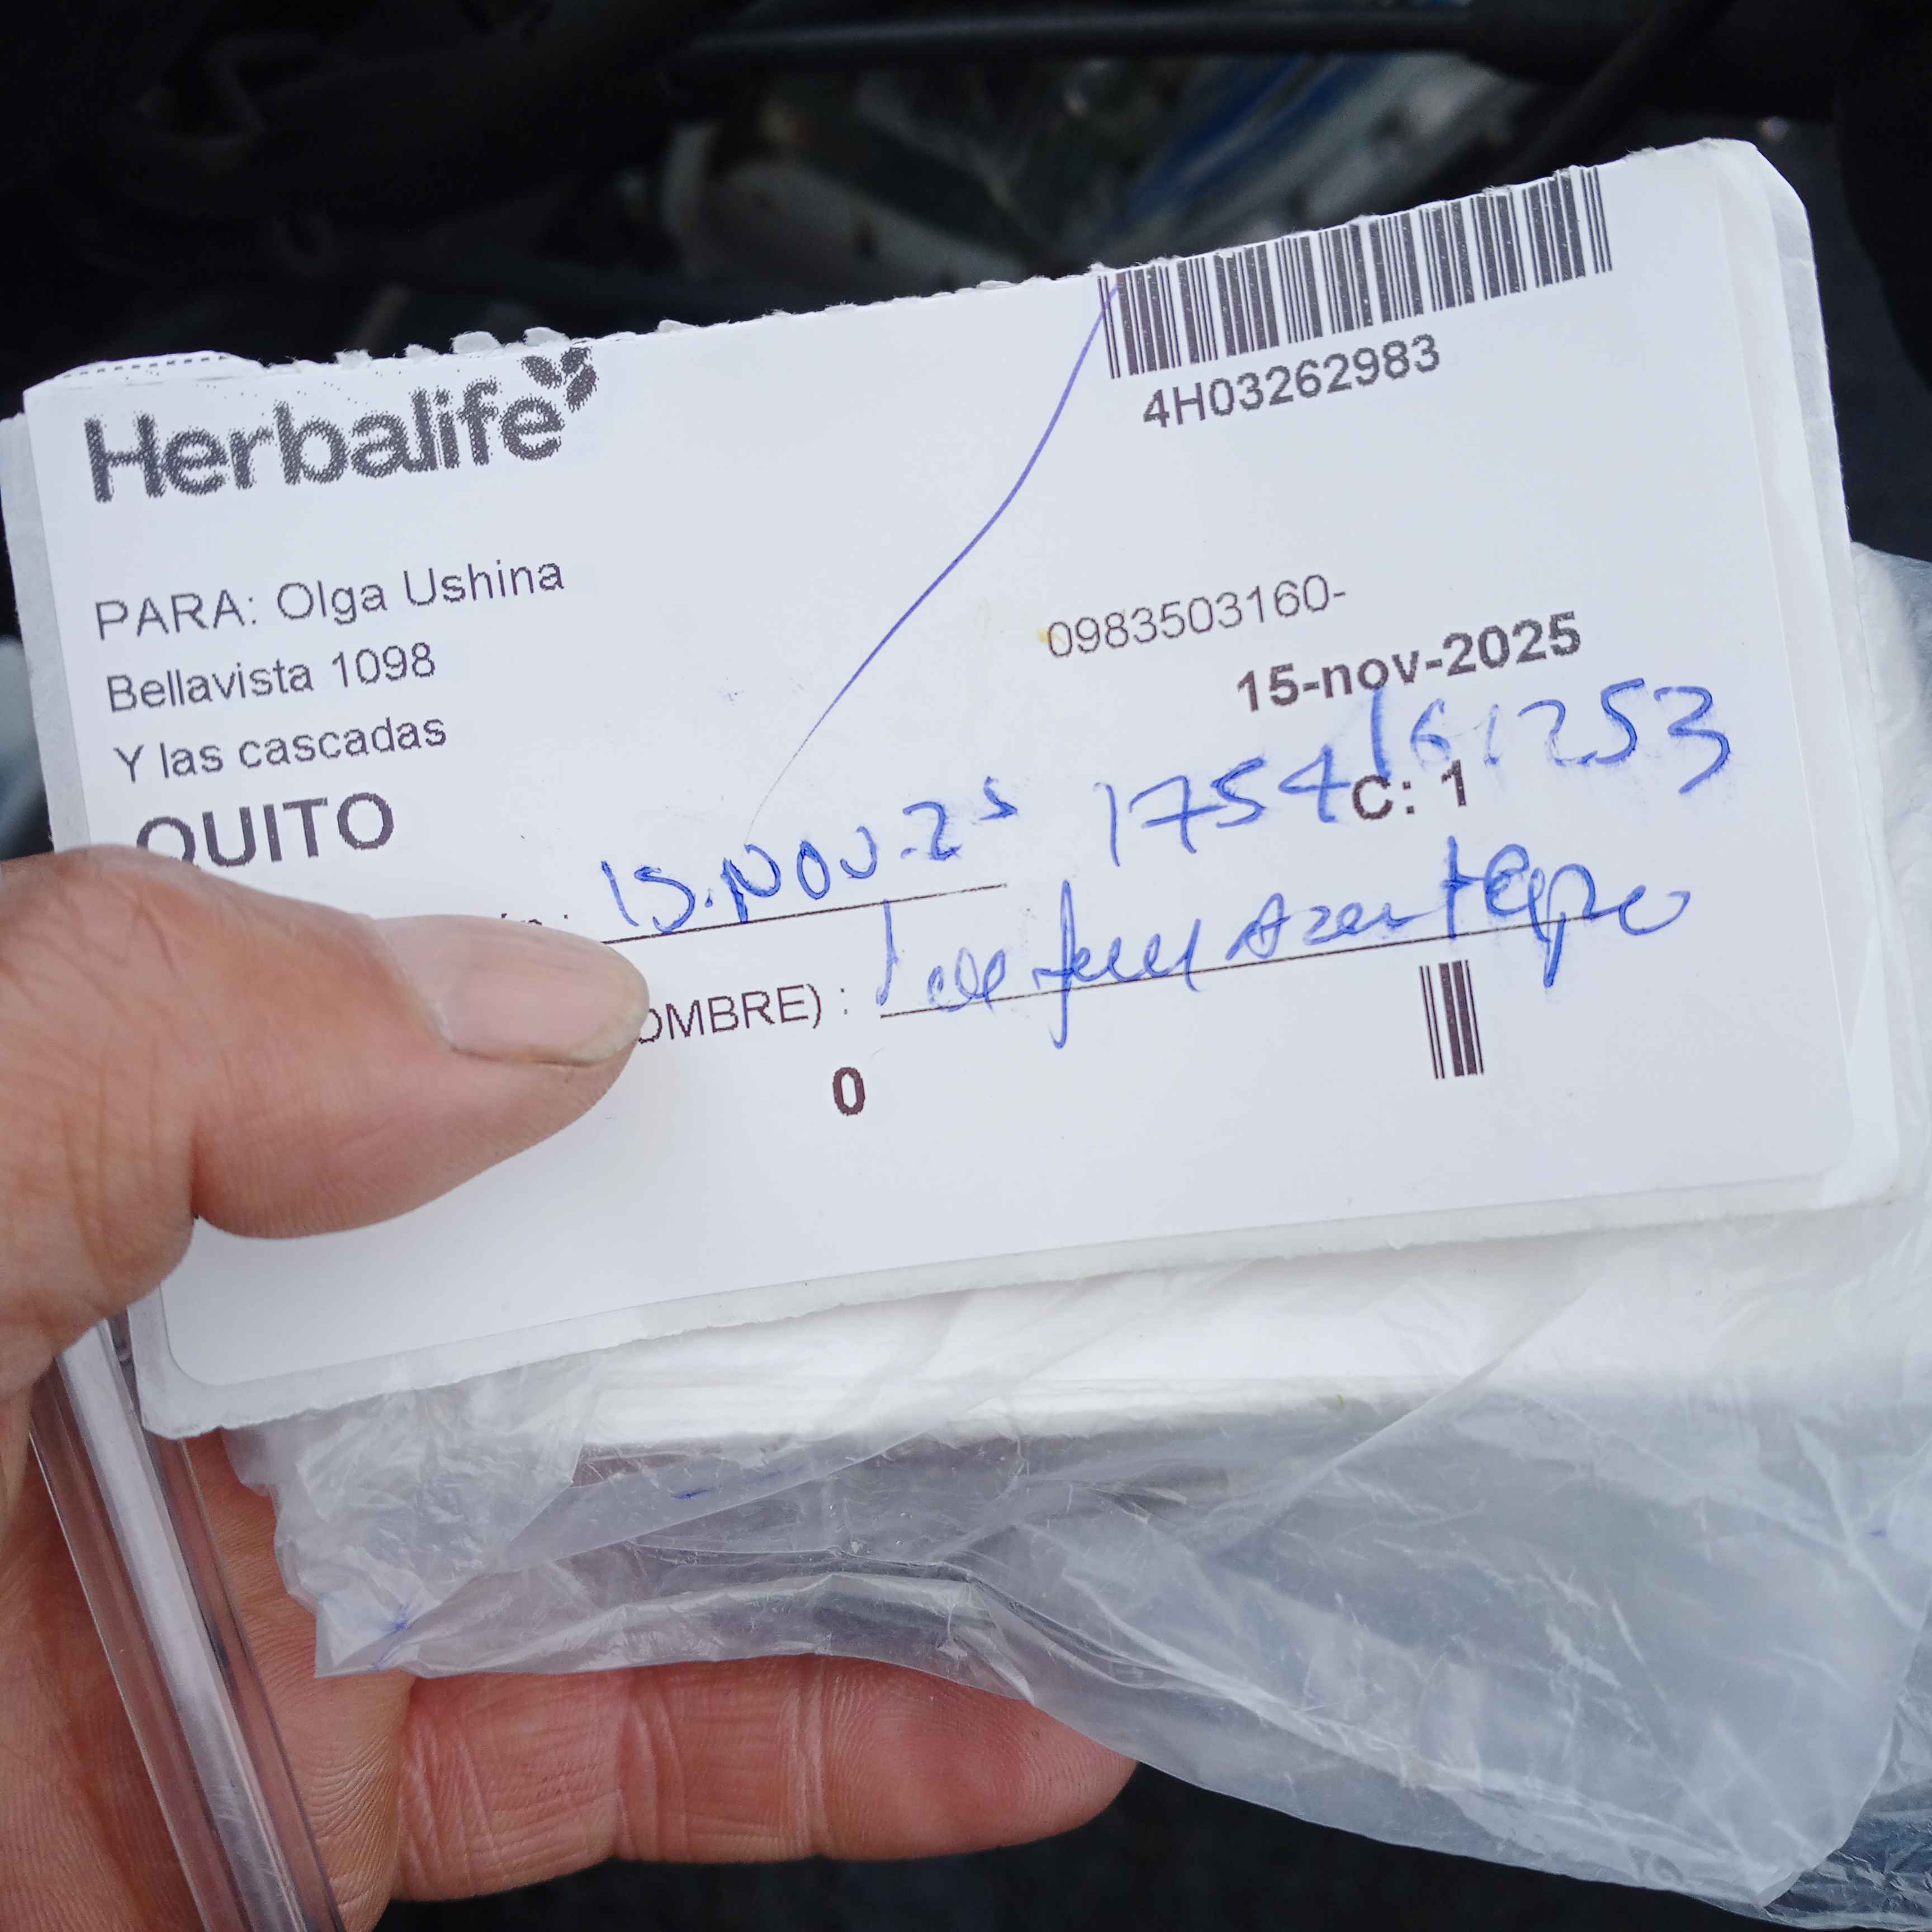 4H03262983
Herbalife
PARA: Olga Ushina
0983503160-
Bellavista 1098
15-nov-2025
Y las cascadas
QUITO
C: 1
15.NOV.25 1754161253
OMBRE) :
0